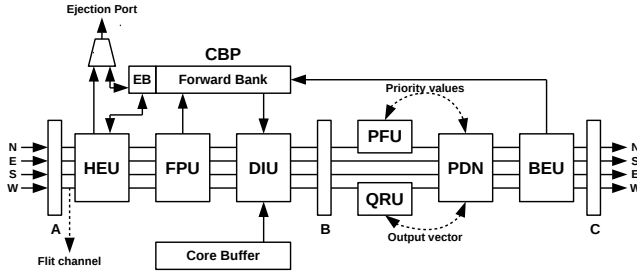 Ejection Port
CBP
EB Forward Bank
Priority values
N
E
S
W
HEU
FPU
DIU
PFU
QRU
PDN
BEU
N
S
E
W
A
B
C
Flit channel
Core Buffer
Output vector